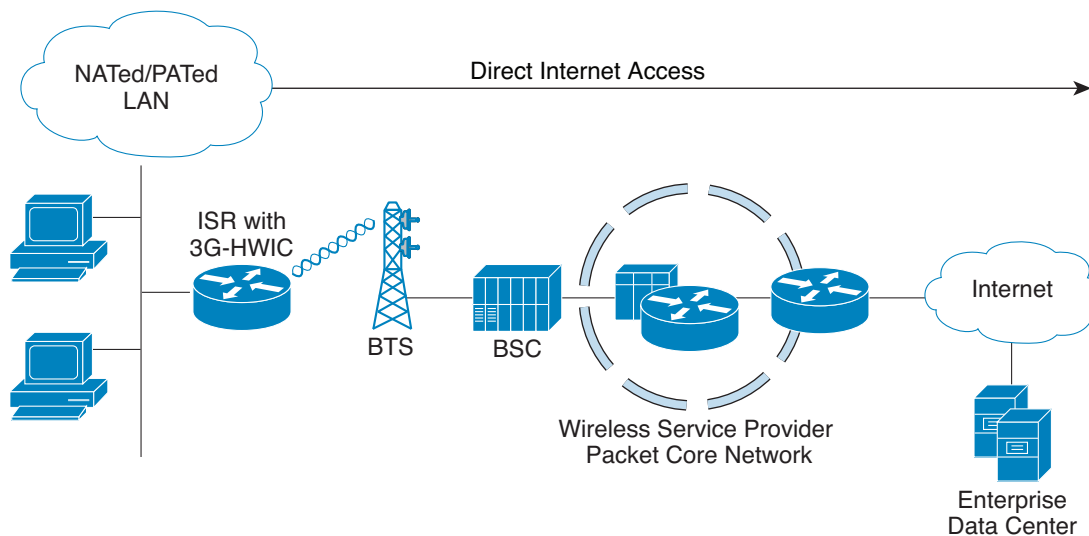 NATed/PATed
LAN
Direct Internet Access
ISR with
3G-HWIC
BTS
BSC
Internet
Wireless Service Provider
Packet Core Network
Enterprise
Data Center